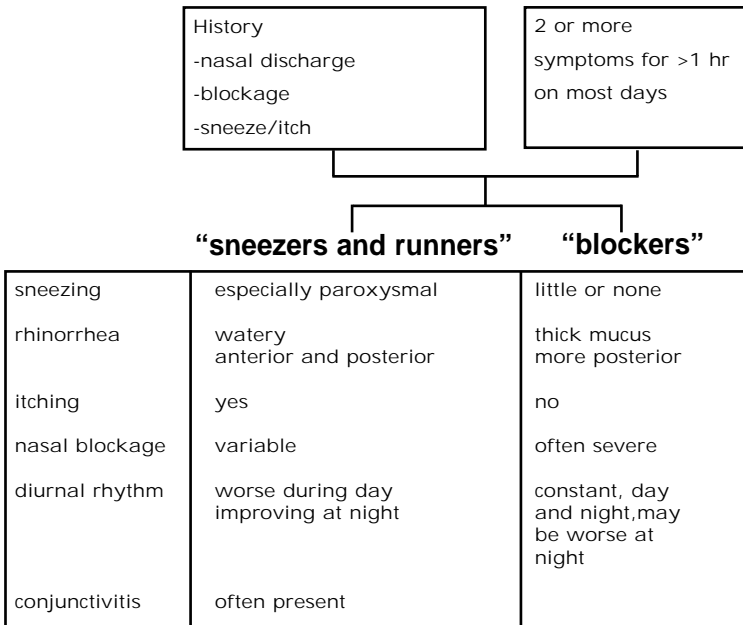 History
-nasal discharge
-blockage
-sneeze/itch
2 or more
symptoms for >1 hr
on most days
“sneezers and runners” “blockers”
sneezing especially paroxysmal little or none
rhinorrhea watery thick mucus
anterior and posterior more posterior
itching yes no
nasal blockage variable often severe
diurnal rhythm worse during day constant, day
improving at night and night,may
be worse at
night
conjunctivitis often present